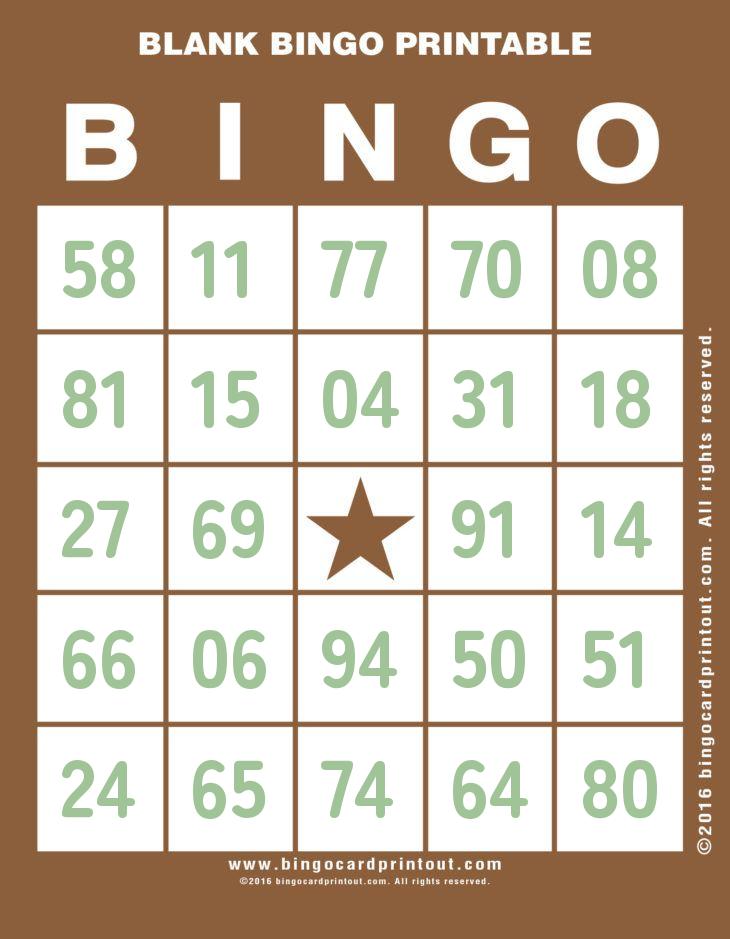 BLANK BINGO PRINTABLE
B I N G O
58 11 77 70 08
81 15 04 31 18
27 69 91 14
66 06 94 50 51
24 65 74 64 80
www.bingocardprintout.com
©2016 bingocardprintout.com. All rights reserved.
©2016 bingocardprintout.com. All rights reserved.